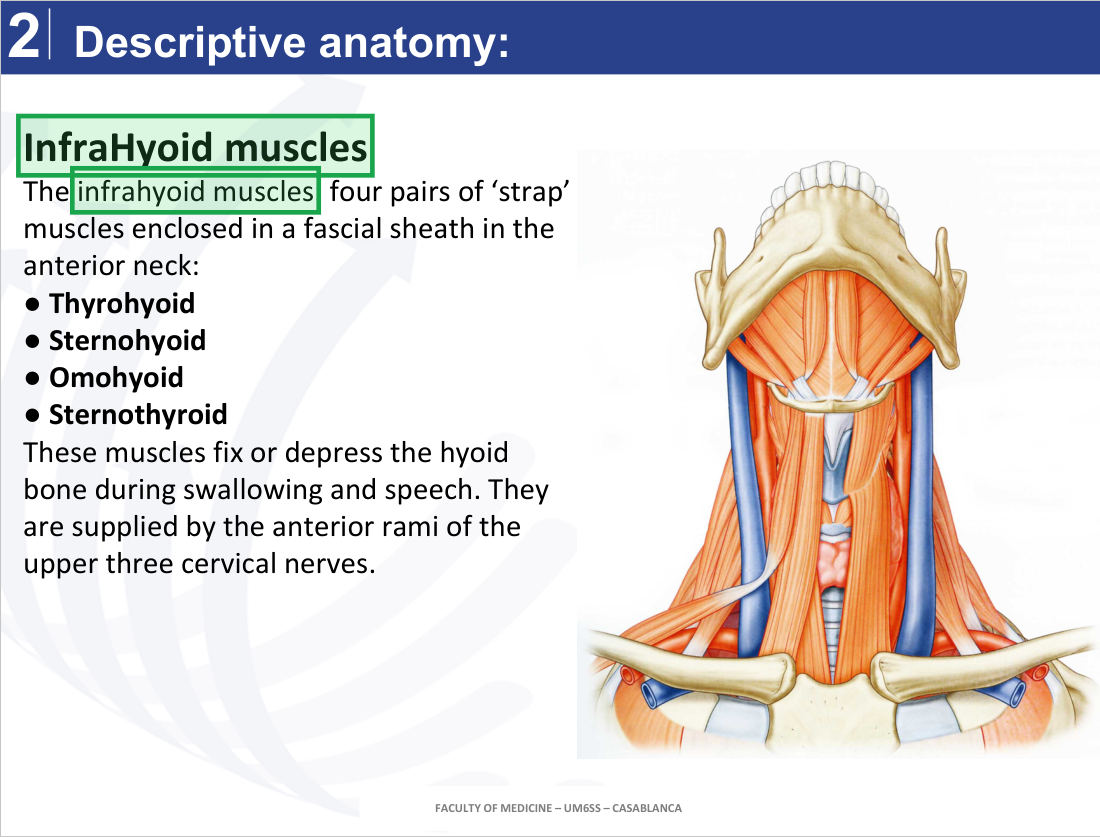 2 Descriptive anatomy:
InfraHyoid muscles
The infrahyoid muscles four pairs of ‘strap’
muscles enclosed in a fascial sheath in the
anterior neck:
● Thyrohyoid
● Sternohyoid
● Omohyoid
● Sternothyroid
These muscles fix or depress the hyoid
bone during swallowing and speech. They
are supplied by the anterior rami of the
upper three cervical nerves.
FACULTY OF MEDICINE – UM6SS – CASABLANCA